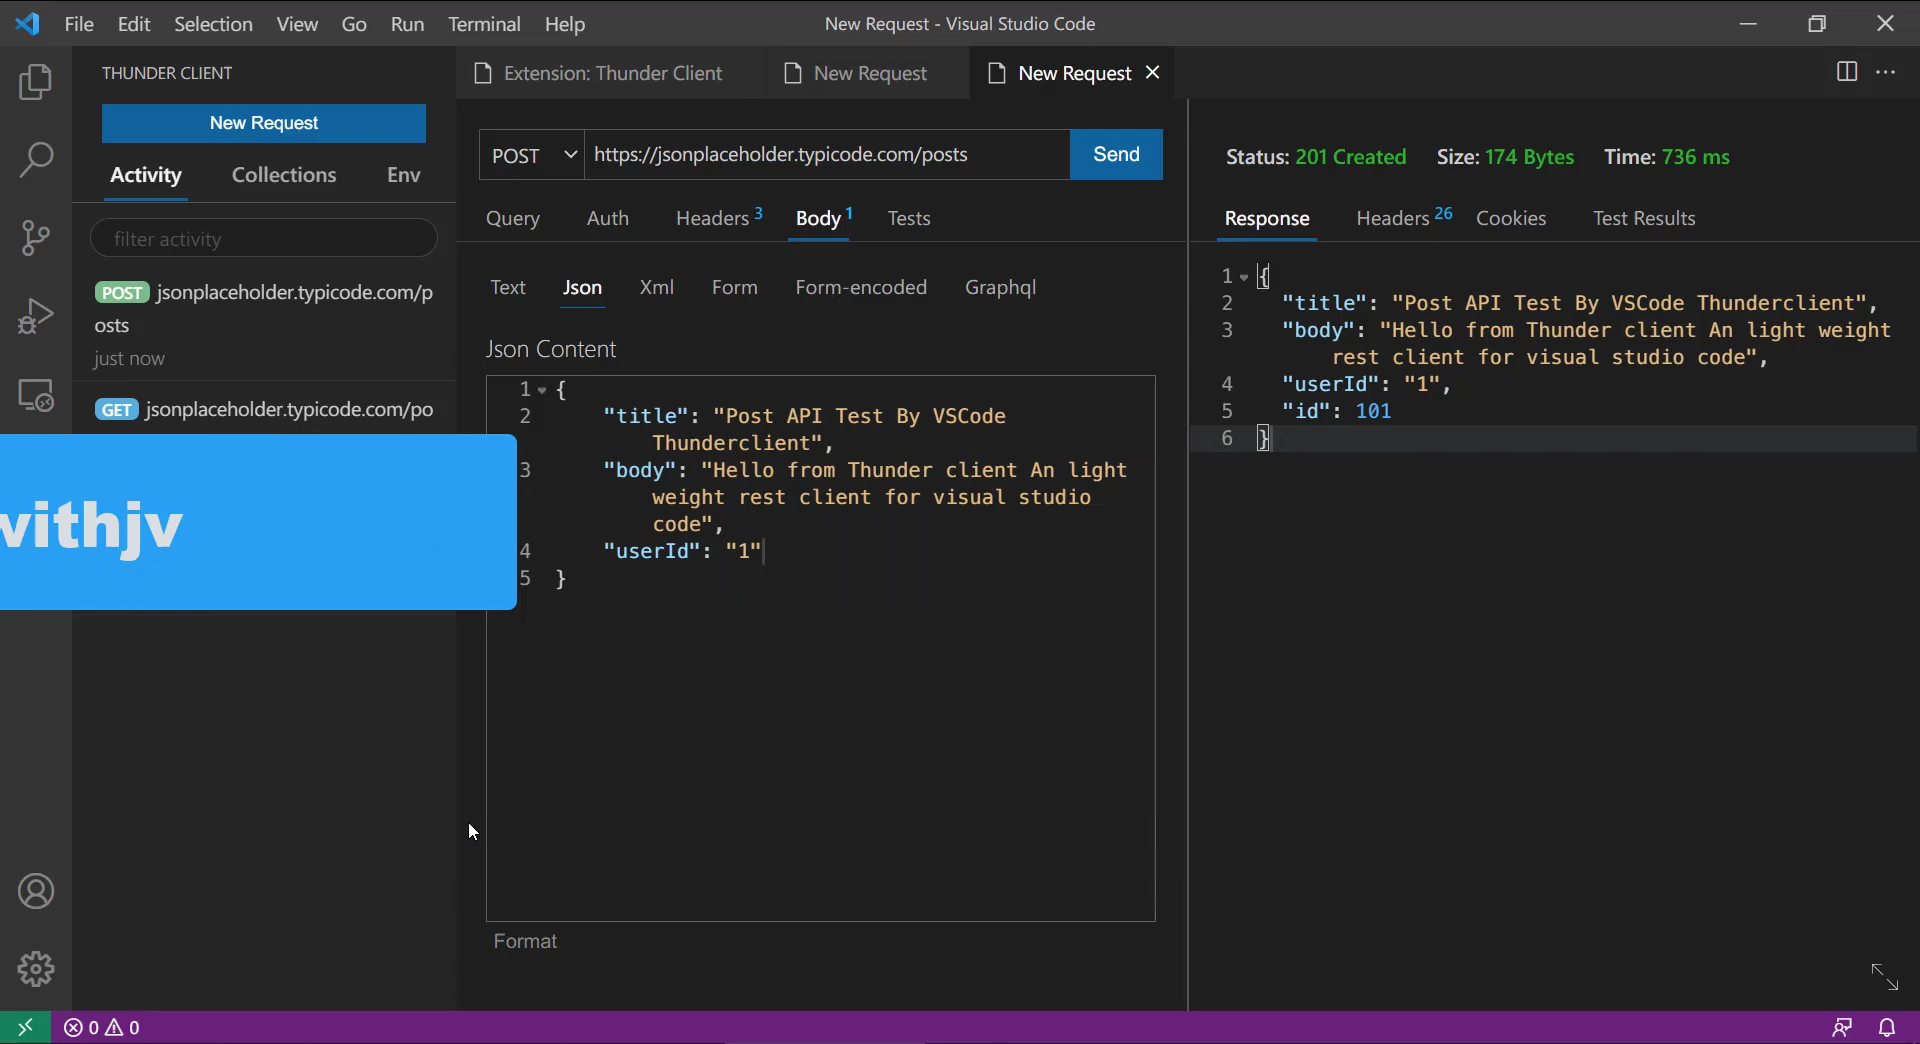 File Edit Selection View Go Run Terminal Help
New Request - Visual Studio Code
THUNDER CLIENT
New Request
Activity Collections Env
filter activity
POST jsonplaceholder.typicode.com/p
osts
just now
GET jsonplaceholder.typicode.com/po
withjv
Extension: Thunder Client
New Request
New Request
POST https://jsonplaceholder.typicode.com/posts Send
Query Auth Headers 3 Body 1 Tests
Text Json Xml Form Form-encoded Graphql
Json Content
1 {
2 "title": "Post API Test By VSCode
Thunderclient",
3 "body": "Hello from Thunder client An light
weight rest client for visual studio
code",
4 "userId": "1"
5 }
Format
Status: 201 Created Size: 174 Bytes Time: 736 ms
Response Headers 26 Cookies Test Results
1 {
2 "title": "Post API Test By VSCode Thunderclient",
3 "body": "Hello from Thunder client An light weight
rest client for visual studio code",
4 "userId": "1",
5 "id": 101
6 }
0 0